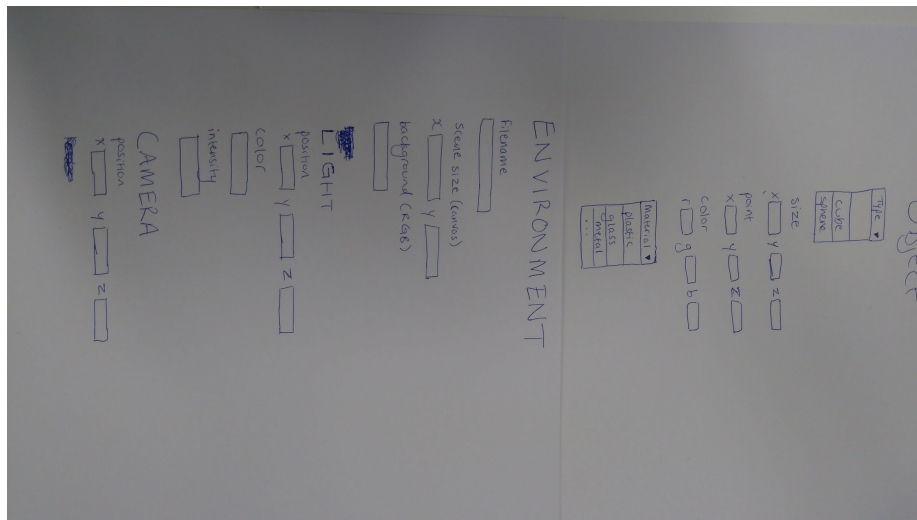 Object
Type
cube
sphere
size
x y z
point
x y z
color
r g b
Material
plastic
glass
metal
...
ENVIRONMENT
Filename
scene size (canvas)
x y
background (RGB)
LIGHT
position
x y z
color
intensity
CAMERA
position
x y z